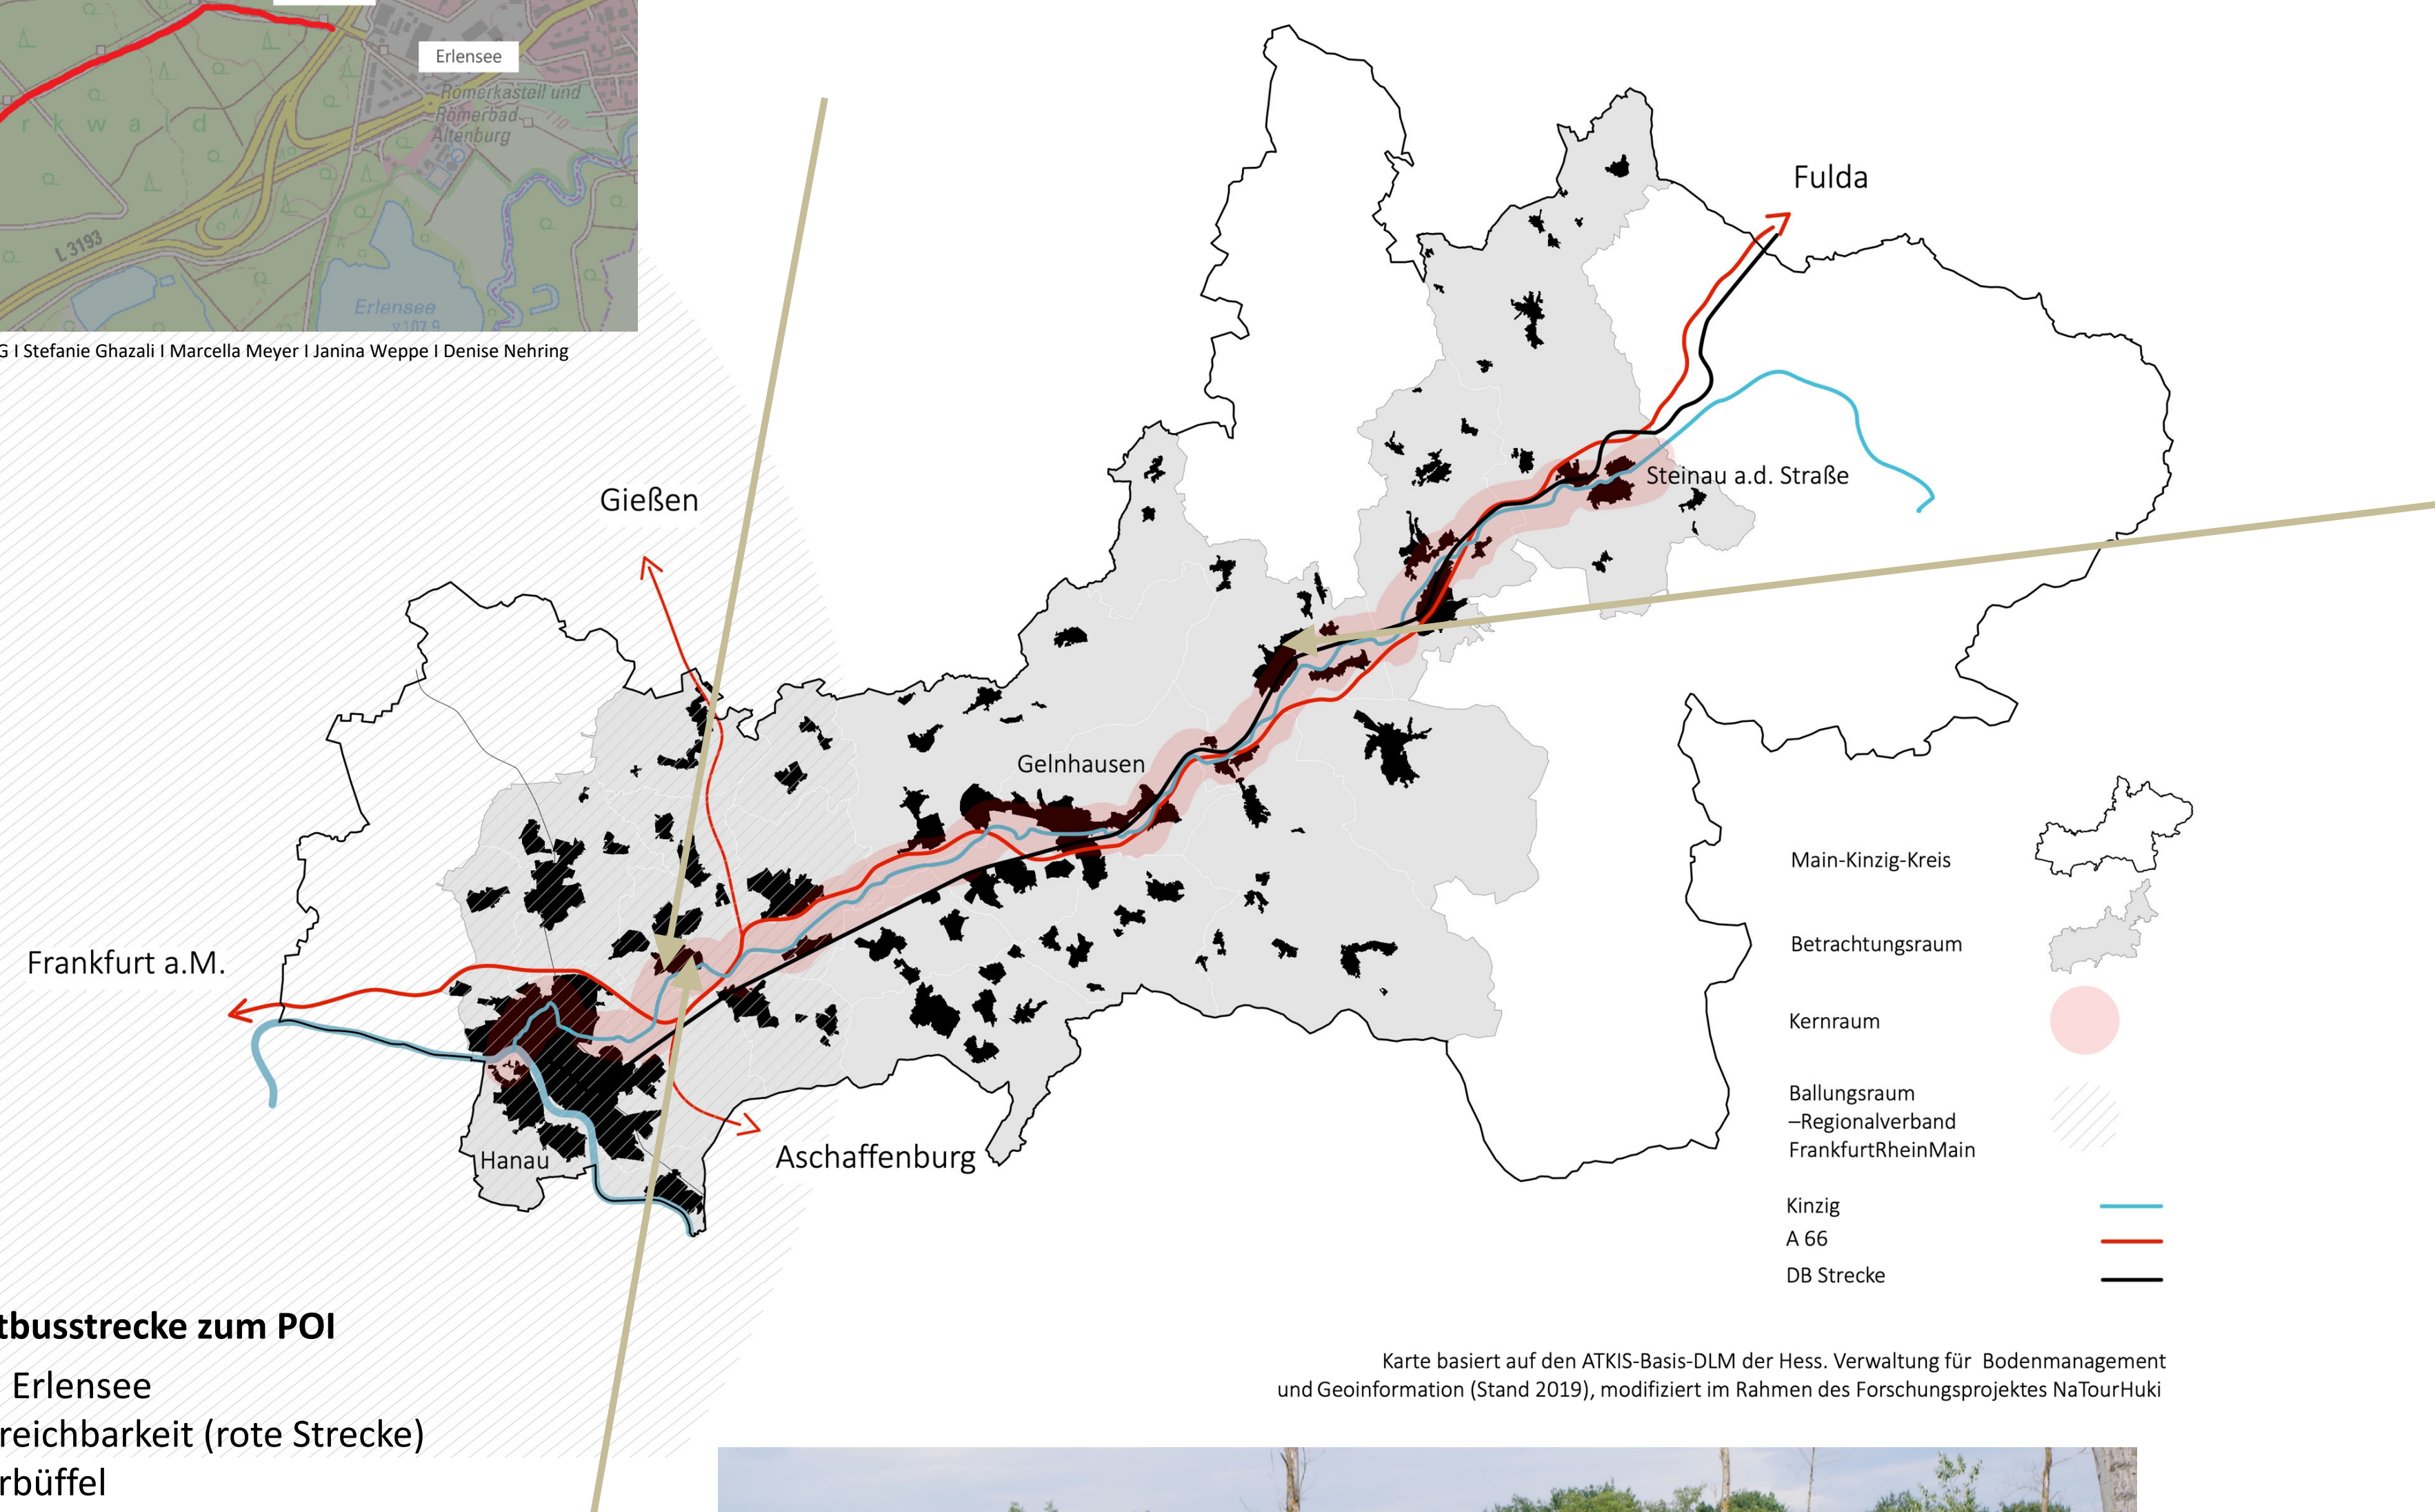 Erlensee
Römerkastell und
Römerbad
Altenburg
110
r k w a l d
L 3193
Erlensee
107.9
G I Stefanie Ghazali I Marcella Meyer I Janina Weppe I Denise Nehring
Fulda
Steinau a.d. Straße
Gießen
Gelnhausen
Frankfurt a.M.
Hanau
Aschaffenburg
Main-Kinzig-Kreis
Betrachtungsraum
Kernraum
Ballungsraum
–Regionalverband
FrankfurtRheinMain
Kinzig
A 66
DB Strecke
Karte basiert auf den ATKIS-Basis-DLM der Hess. Verwaltung für Bodenmanagement
und Geoinformation (Stand 2019), modifiziert im Rahmen des Forschungsprojektes NaTourHuki
tbusstrecke zum POI
Erlensee
reichbarkeit (rote Strecke)
rbüffel